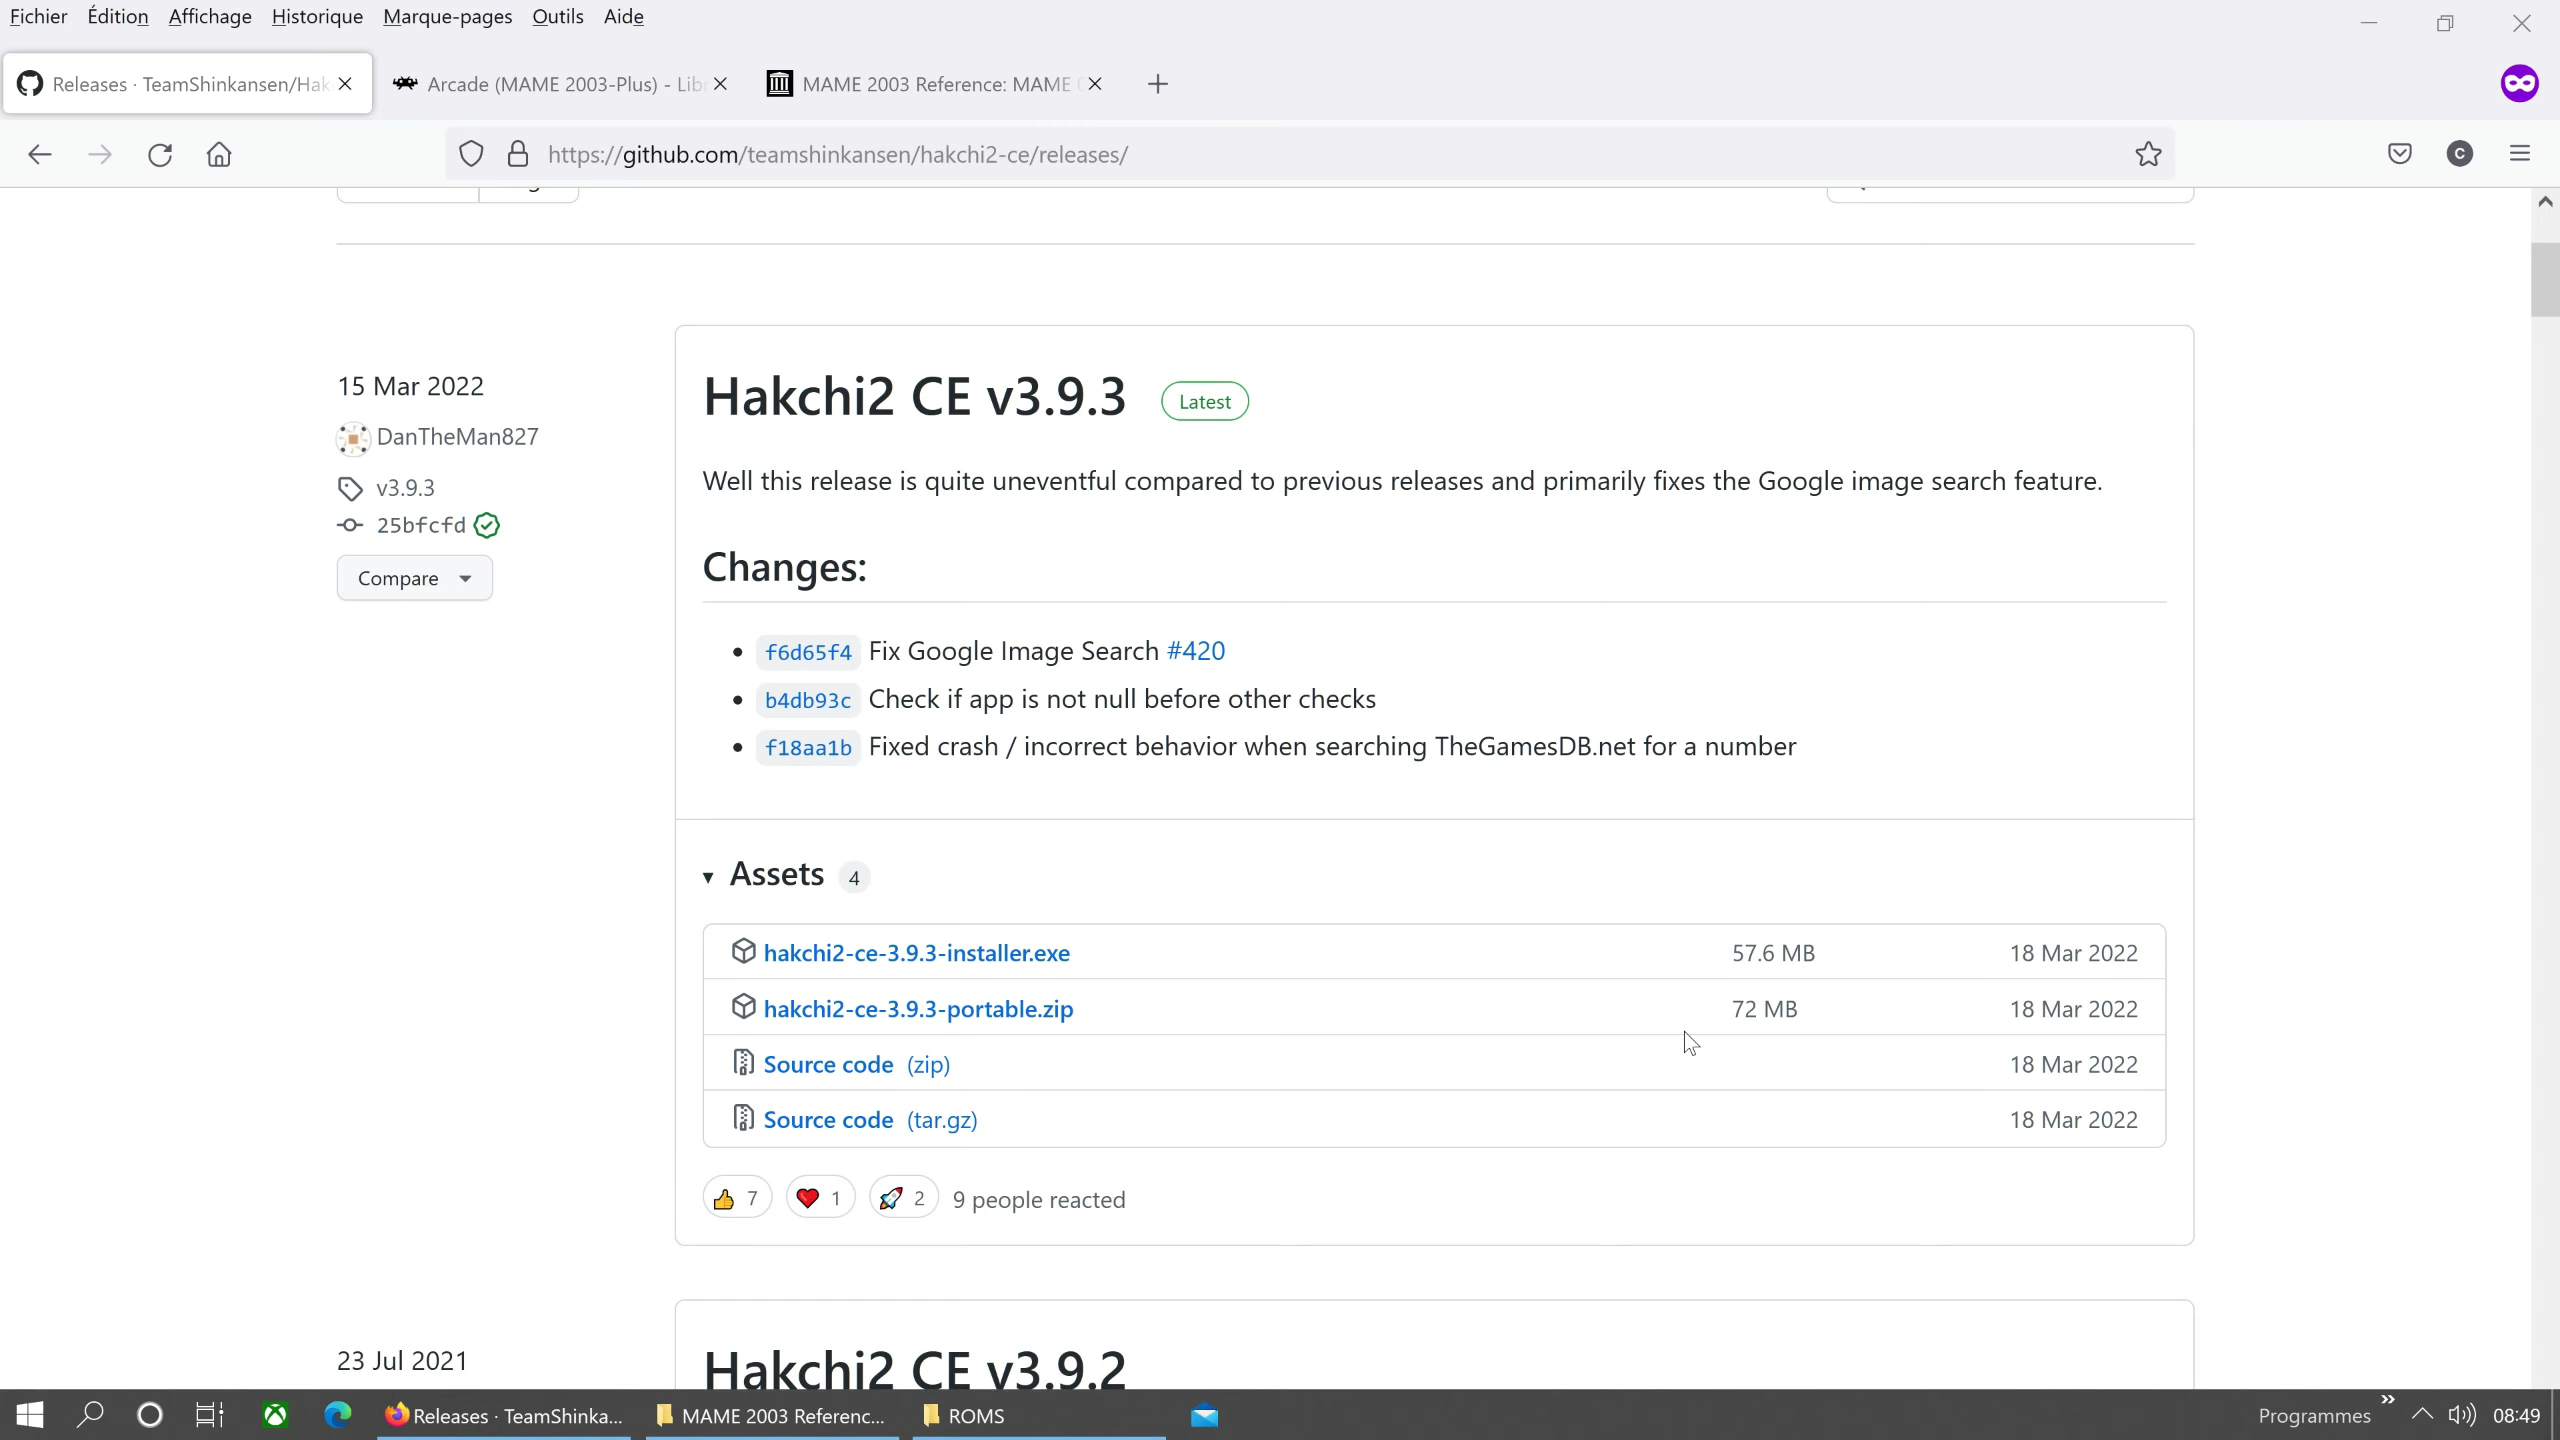 Fichier Édition Affichage Historique Marque-pages Outils Aide
Releases · TeamShinkansen/Hak
Arcade (MAME 2003-Plus) - Lib
MAME 2003 Reference: MAME
https://github.com/teamshinkansen/hakchi2-ce/releases/
C
15 Mar 2022
DanTheMan827
v3.9.3
25bfcfd
Compare
Hakchi2 CE v3.9.3 Latest
Well this release is quite uneventful compared to previous releases and primarily fixes the Google image search feature.
Changes:
f6d65f4 Fix Google Image Search #420
b4db93c Check if app is not null before other checks
f18aa1b Fixed crash / incorrect behavior when searching TheGamesDB.net for a number
Assets 4
hakchi2-ce-3.9.3-installer.exe 57.6 MB 18 Mar 2022
hakchi2-ce-3.9.3-portable.zip 72 MB 18 Mar 2022
Source code (zip) 18 Mar 2022
Source code (tar.gz) 18 Mar 2022
👍 7 ❤️ 1 🚀 2 9 people reacted
23 Jul 2021
Hakchi2 CE v3.9.2
Releases · TeamShinka...
MAME 2003 Referenc...
ROMS
Programmes
08:49